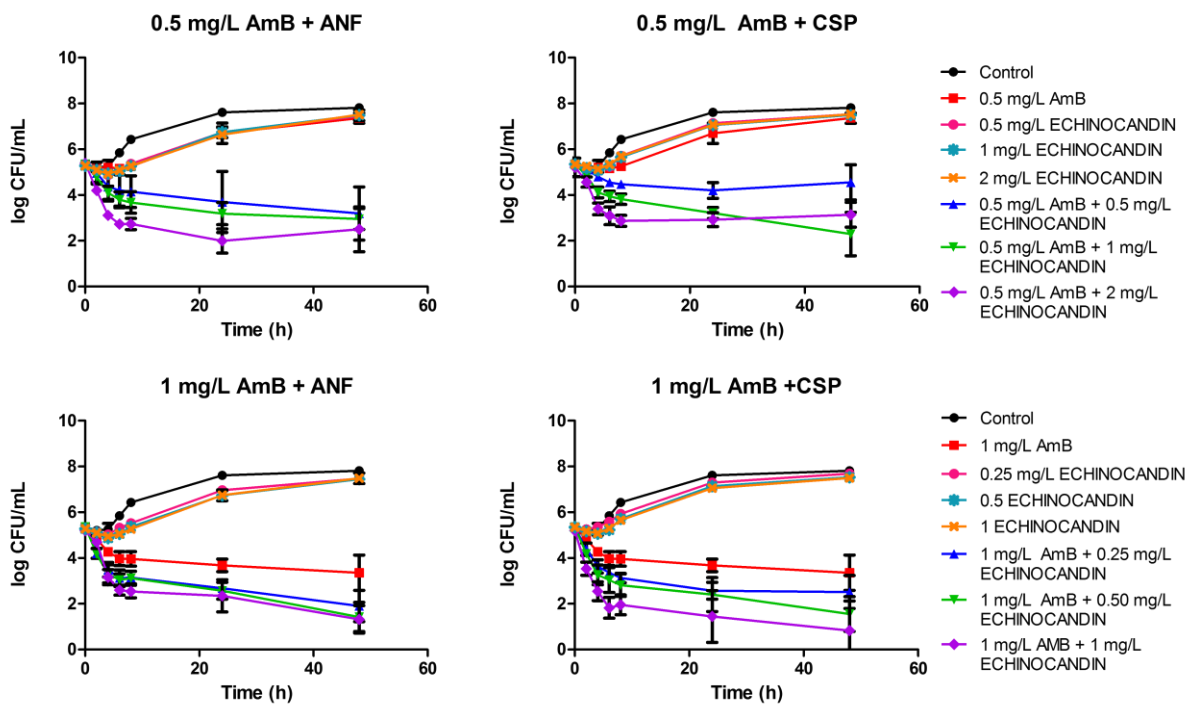 0.5 mg/L AmB + ANF
10
8
6
4
2
0
log CFU/mL
0
20
40
60
Time (h)
0.5 mg/L AmB + CSP
10
8
6
4
2
0
log CFU/mL
0
20
40
60
Time (h)
Control
0.5 mg/L AmB
0.5 mg/L ECHINOCANDIN
1 mg/L ECHINOCANDIN
2 mg/L ECHINOCANDIN
0.5 mg/L AmB + 0.5 mg/L
ECHINOCANDIN
0.5 mg/L AmB + 1 mg/L
ECHINOCANDIN
0.5 mg/L AmB + 2 mg/L
ECHINOCANDIN
1 mg/L AmB + ANF
10
8
6
4
2
0
log CFU/mL
0
20
40
60
Time (h)
1 mg/L AmB +CSP
10
8
6
4
2
0
log CFU/mL
0
20
40
60
Time (h)
Control
1 mg/L AmB
0.25 mg/L ECHINOCANDIN
0.5 ECHINOCANDIN
1 ECHINOCANDIN
1 mg/L AmB + 0.25 mg/L
ECHINOCANDIN
1 mg/L AmB + 0.50 mg/L
ECHINOCANDIN
1 mg/L AMB + 1 mg/L
ECHINOCANDIN